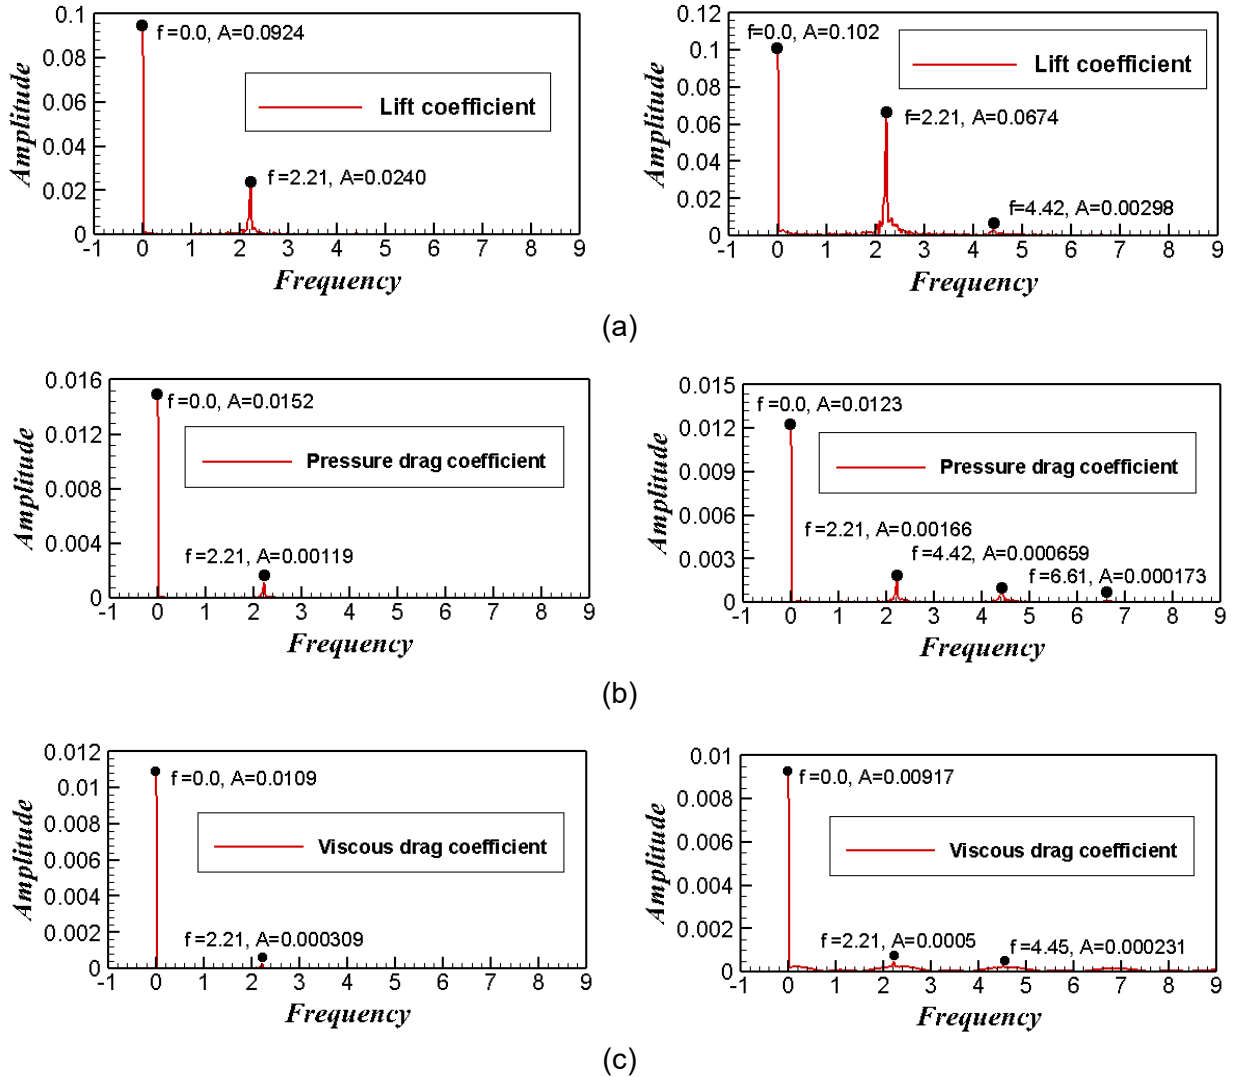 0.1
0.08
0.06
0.04
0.02
0
Amplitude
f=0.0, A=0.0924
Lift coefficient
f=2.21, A=0.0240
-1 0 1 2 3 4 5 6 7 8 9
Frequency
0.12
0.1
0.08
0.06
0.04
0.02
0
Amplitude
f=0.0, A=0.102
Lift coefficient
f=2.21, A=0.0674
f=4.42, A=0.00298
-1 0 1 2 3 4 5 6 7 8 9
Frequency
(a)
0.016
0.012
0.008
0.004
0
Amplitude
f=0.0, A=0.0152
Pressure drag coefficient
f=2.21, A=0.00119
-1 0 1 2 3 4 5 6 7 8 9
Frequency
0.015
0.012
0.009
0.006
0.003
0
Amplitude
f=0.0, A=0.0123
Pressure drag coefficient
f=2.21, A=0.00166
f=4.42, A=0.000659
f=6.61, A=0.000173
-1 0 1 2 3 4 5 6 7 8 9
Frequency
(b)
0.012
0.01
0.008
0.006
0.004
0.002
0
Amplitude
f=0.0, A=0.0109
Viscous drag coefficient
f=2.21, A=0.000309
-1 0 1 2 3 4 5 6 7 8 9
Frequency
0.01
0.008
0.006
0.004
0.002
0
Amplitude
f=0.0, A=0.00917
Viscous drag coefficient
f=2.21, A=0.0005
f=4.45, A=0.000231
-1 0 1 2 3 4 5 6 7 8 9
Frequency
(c)